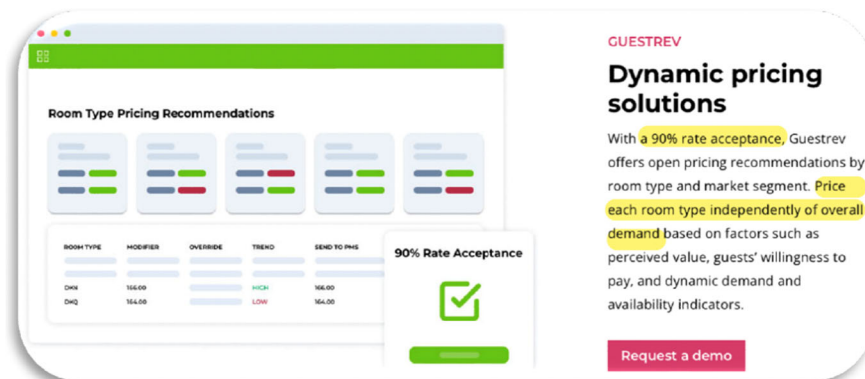 Room Type Pricing Recommendations
ROOM TYPE MODIFIER OVERRIDE TREND SEND TO PMS
DKN 166.00 HIGH 166.00
DKQ 164.00 LOW 164.00
90% Rate Acceptance
GUESTREV
Dynamic pricing
solutions
With a 90% rate acceptance, Guestrev
offers open pricing recommendations by
room type and market segment. Price
each room type independently of overall
demand based on factors such as
perceived value, guests' willingness to
pay, and dynamic demand and
availability indicators.
Request a demo